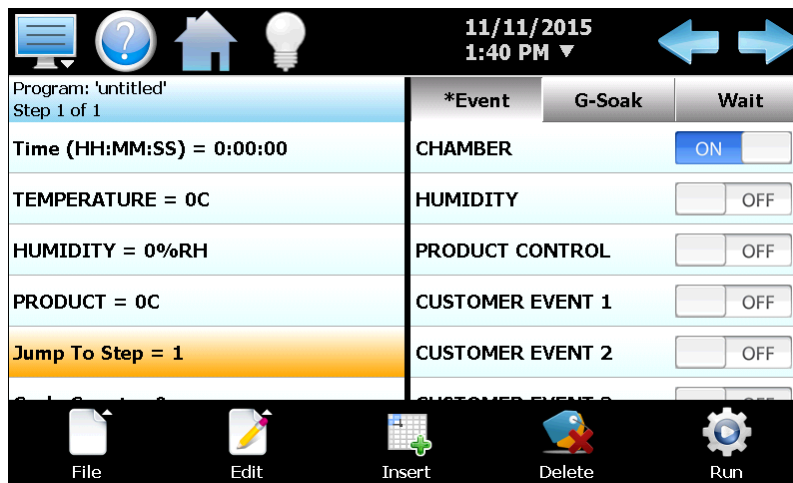 11/11/2015
1:40 PM ▼
Program: 'untitled'
Step 1 of 1
*Event G-Soak Wait
Time (HH:MM:SS) = 0:00:00
CHAMBER ON
TEMPERATURE = 0C
HUMIDITY OFF
HUMIDITY = 0%RH
PRODUCT CONTROL OFF
PRODUCT = 0C
CUSTOMER EVENT 1 OFF
Jump To Step = 1
CUSTOMER EVENT 2 OFF
File Edit Insert Delete Run